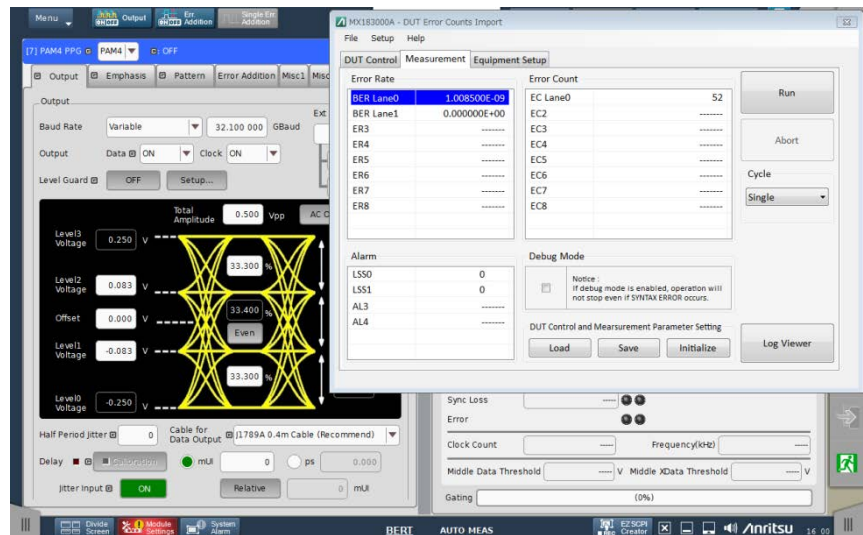 Menu
Output
Err Addition
Single Err Addition
[7] PAM4 PPG PAM4 OFF
Output Emphasis Pattern Error Addition Misc1 Misc
Output
Baud Rate Variable 32.100 000 GBaud Ext
Output Data ON Clock ON
Level Guard OFF Setup...
Total Amplitude 0.500 Vpp AC
Level3 Voltage 0.250 V
33.300 %
Level2 Voltage 0.083 V
Offset 0.000 V
33.400 %
Even
Level1 Voltage -0.083 V
33.300 %
Level0 Voltage -0.250 V
Half Period Jitter 0 Cable for Data Output J1789A 0.4m Cable (Recommend)
Delay Calibration mUI 0 ps 0.000
Jitter Input ON Relative 0 mUI
MX183000A - DUT Error Counts Import
File Setup Help
DUT Control Measurement Equipment Setup
Error Rate
BER Lane0 1.008500E-09
BER Lane1 0.000000E+00
ER3 -------
ER4 -------
ER5 -------
ER6 -------
ER7 -------
ER8 -------
Error Count
EC Lane0 52
EC2 -------
EC3 -------
EC4 -------
EC5 -------
EC6 -------
EC7 -------
EC8 -------
Run
Abort
Cycle
Single
Alarm
LSS0 0
LSS1 0
AL3 -------
AL4 -------
Debug Mode
Notice :
If debug mode is enabled, operation will
not stop even if SYNTAX ERROR occurs.
DUT Control and Mearsurement Parameter Setting
Load Save Initialize
Log Viewer
Sync Loss -----
Error
Clock Count ----- Frequency(kHz) -----
Middle Data Threshold ----- V Middle XData Threshold ----- V
Gating (0%)
Divide Screen
Module Settings
System Alarm
BERT AUTO MEAS
EZSCPI Creator
Anritsu 16 00